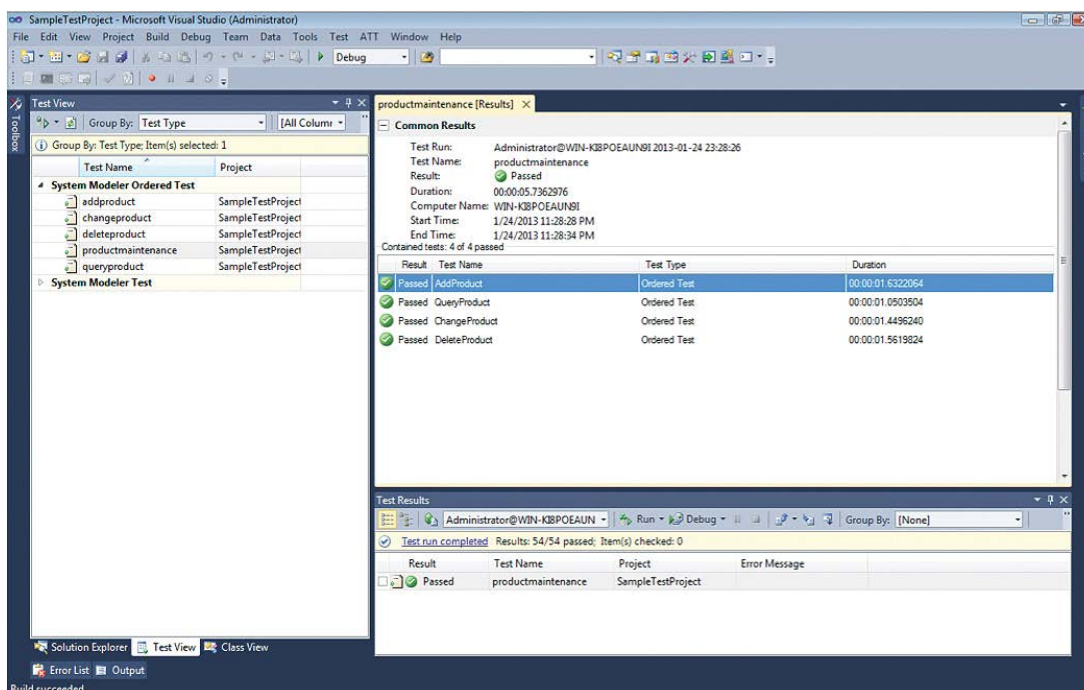 SampleTestProject - Microsoft Visual Studio (Administrator)
File Edit View Project Build Debug Team Data Tools Test ATT Window Help
Debug
Toolbox
Test View
Group By: Test Type [All Column
Group By: Test Type; Item(s) selected: 1
Test Name Project
System Modeler Ordered Test
addproduct SampleTestProject
changeproduct SampleTestProject
deleteproduct SampleTestProject
productmaintenance SampleTestProject
queryproduct SampleTestProject
System Modeler Test
Solution Explorer Test View Class View
productmaintenance [Results]
Common Results
Test Run: Administrator@WIN-KI8POEAUN9I 2013-01-24 23:28:26
Test Name: productmaintenance
Result: Passed
Duration: 00:00:05.7362976
Computer Name: WIN-KI8POEAUN9I
Start Time: 1/24/2013 11:28:28 PM
End Time: 1/24/2013 11:28:34 PM
Contained tests: 4 of 4 passed
Result Test Name Test Type Duration
Passed AddProduct Ordered Test 00:00:01.6322064
Passed QueryProduct Ordered Test 00:00:01.0503504
Passed ChangeProduct Ordered Test 00:00:01.4496240
Passed DeleteProduct Ordered Test 00:00:01.5619824
Test Results
Administrator@WIN-KI8POEAUN Run Debug Group By: [None]
Test run completed Results: 54/54 passed; Item(s) checked: 0
Result Test Name Project Error Message
Passed productmaintenance SampleTestProject
Error List Output
Build succeeded